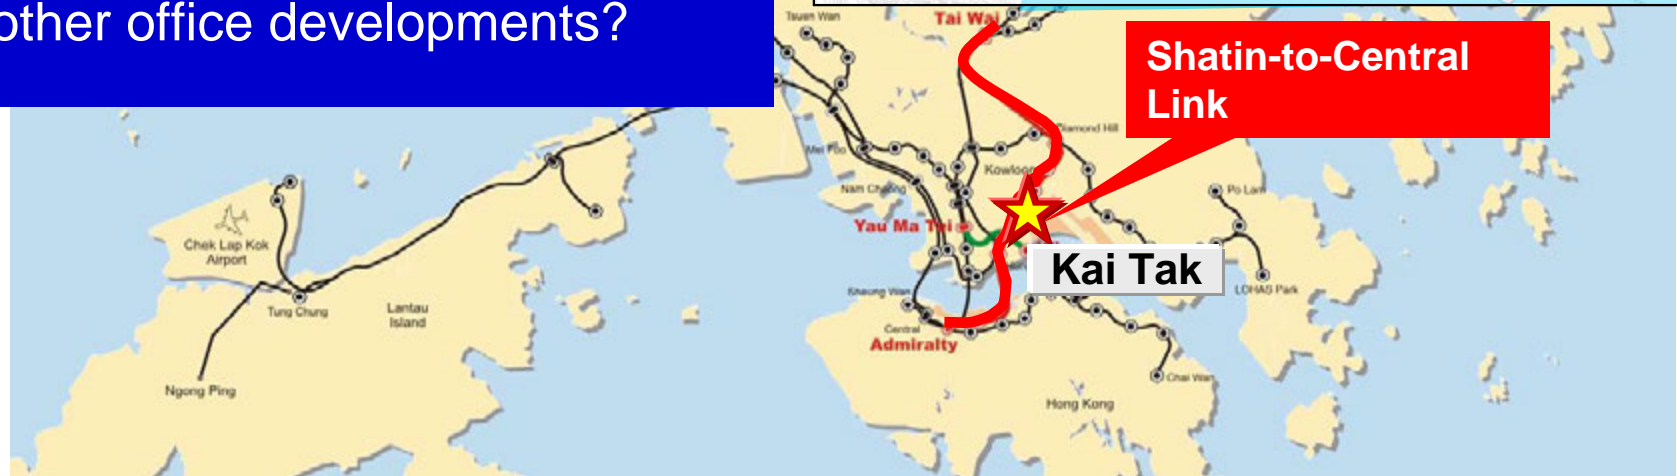 other office developments?
Tsuen Wan
Tai Wai
Shatin-to-Central
Link
Diamond Hill
Mei Foo
Kowloon
Nam Cheong
Po Lam
Yau Ma Tei
Chek Lap Kok
Airport
Kai Tak
Sheung Wan
LOHAS Park
Tung Chung
Lantau
Island
Central
Admiralty
Ngong Ping
Chai Wan
Hong Kong